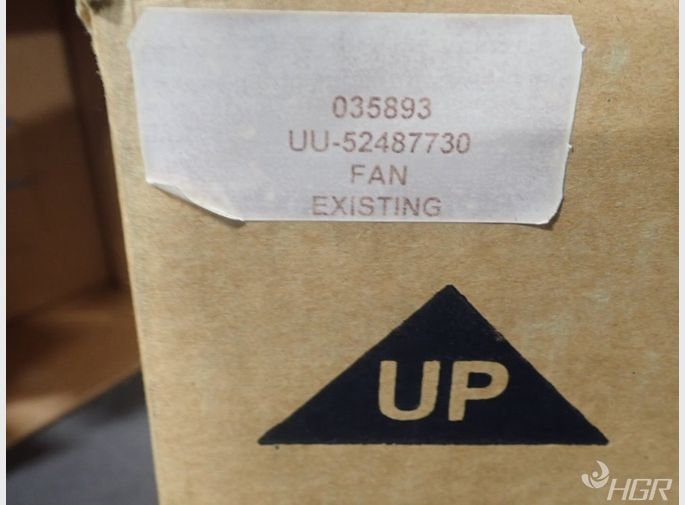 035893
UU-52487730
FAN
EXISTING
UP
HGR